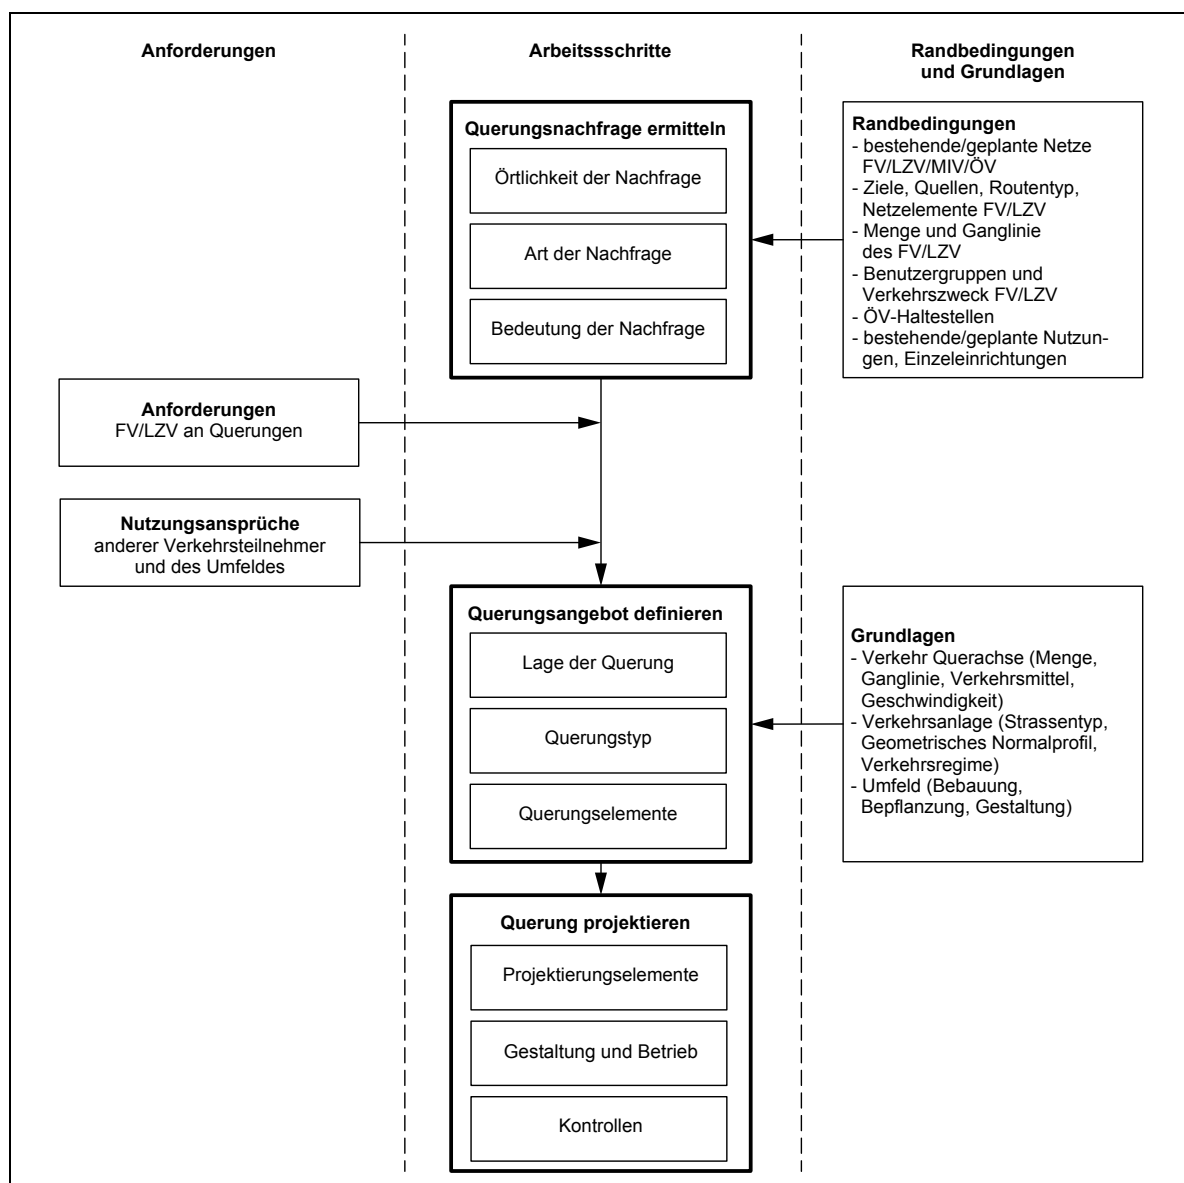 Anforderungen
Arbeitssschritte
Randbedingungen
und Grundlagen
Querungsnachfrage ermitteln
Örtlichkeit der Nachfrage
Art der Nachfrage
Bedeutung der Nachfrage
Randbedingungen
- bestehende/geplante Netze
FV/LZV/MIV/ÖV
- Ziele, Quellen, Routentyp,
Netzelemente FV/LZV
- Menge und Ganglinie
des FV/LZV
- Benutzergruppen und
Verkehrszweck FV/LZV
- ÖV-Haltestellen
- bestehende/geplante Nutzun-
gen, Einzeleinrichtungen
Anforderungen
FV/LZV an Querungen
Nutzungsansprüche
anderer Verkehrsteilnehmer
und des Umfeldes
Querungsangebot definieren
Lage der Querung
Querungstyp
Querungselemente
Grundlagen
- Verkehr Querachse (Menge,
Ganglinie, Verkehrsmittel,
Geschwindigkeit)
- Verkehrsanlage (Strassentyp,
Geometrisches Normalprofil,
Verkehrsregime)
- Umfeld (Bebauung,
Bepflanzung, Gestaltung)
Querung projektieren
Projektierungselemente
Gestaltung und Betrieb
Kontrollen